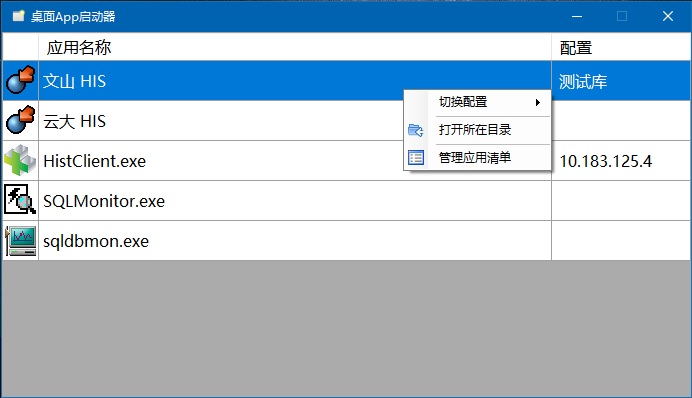 桌面App启动器
应用名称 配置
文山 HIS 测试库
切换配置
云大 HIS
打开所在目录
管理应用清单
HistClient.exe 10.183.125.4
SQLMonitor.exe
sqldbmon.exe